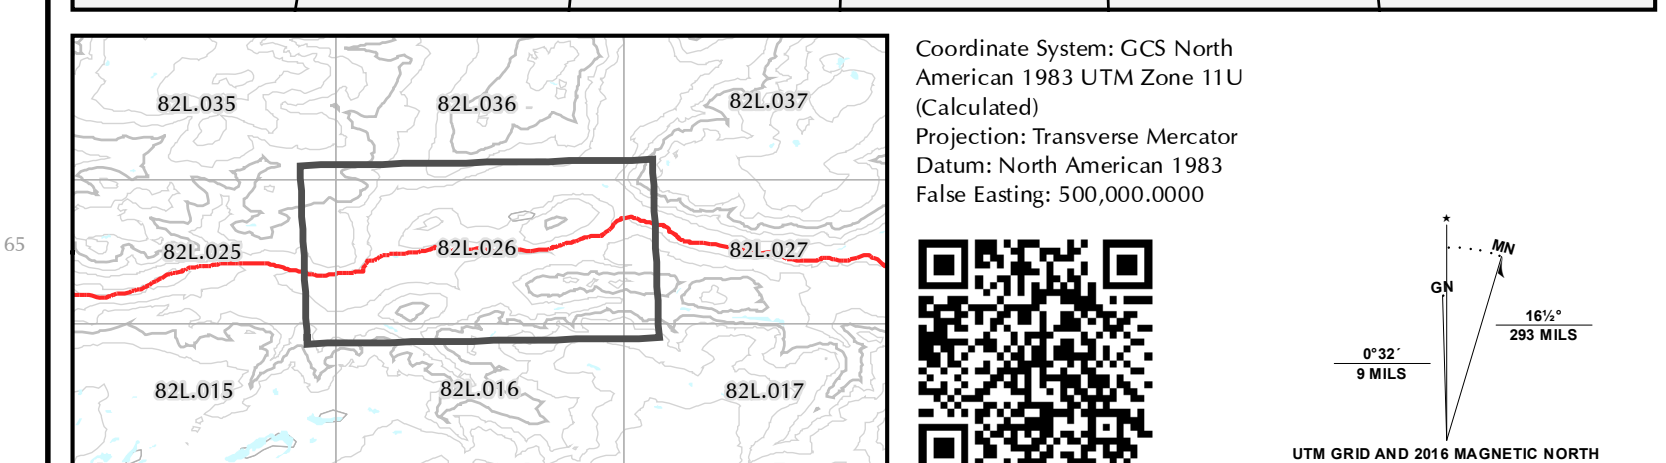 82L.035 82L.036 82L.037
65
82L.025 82L.026 82L.027
82L.015 82L.016 82L.017
Coordinate System: GCS North
American 1983 UTM Zone 11U
(Calculated)
Projection: Transverse Mercator
Datum: North American 1983
False Easting: 500,000.0000
MN
GN
16½°
293 MILS
0°32´
9 MILS
UTM GRID AND 2016 MAGNETIC NORTH